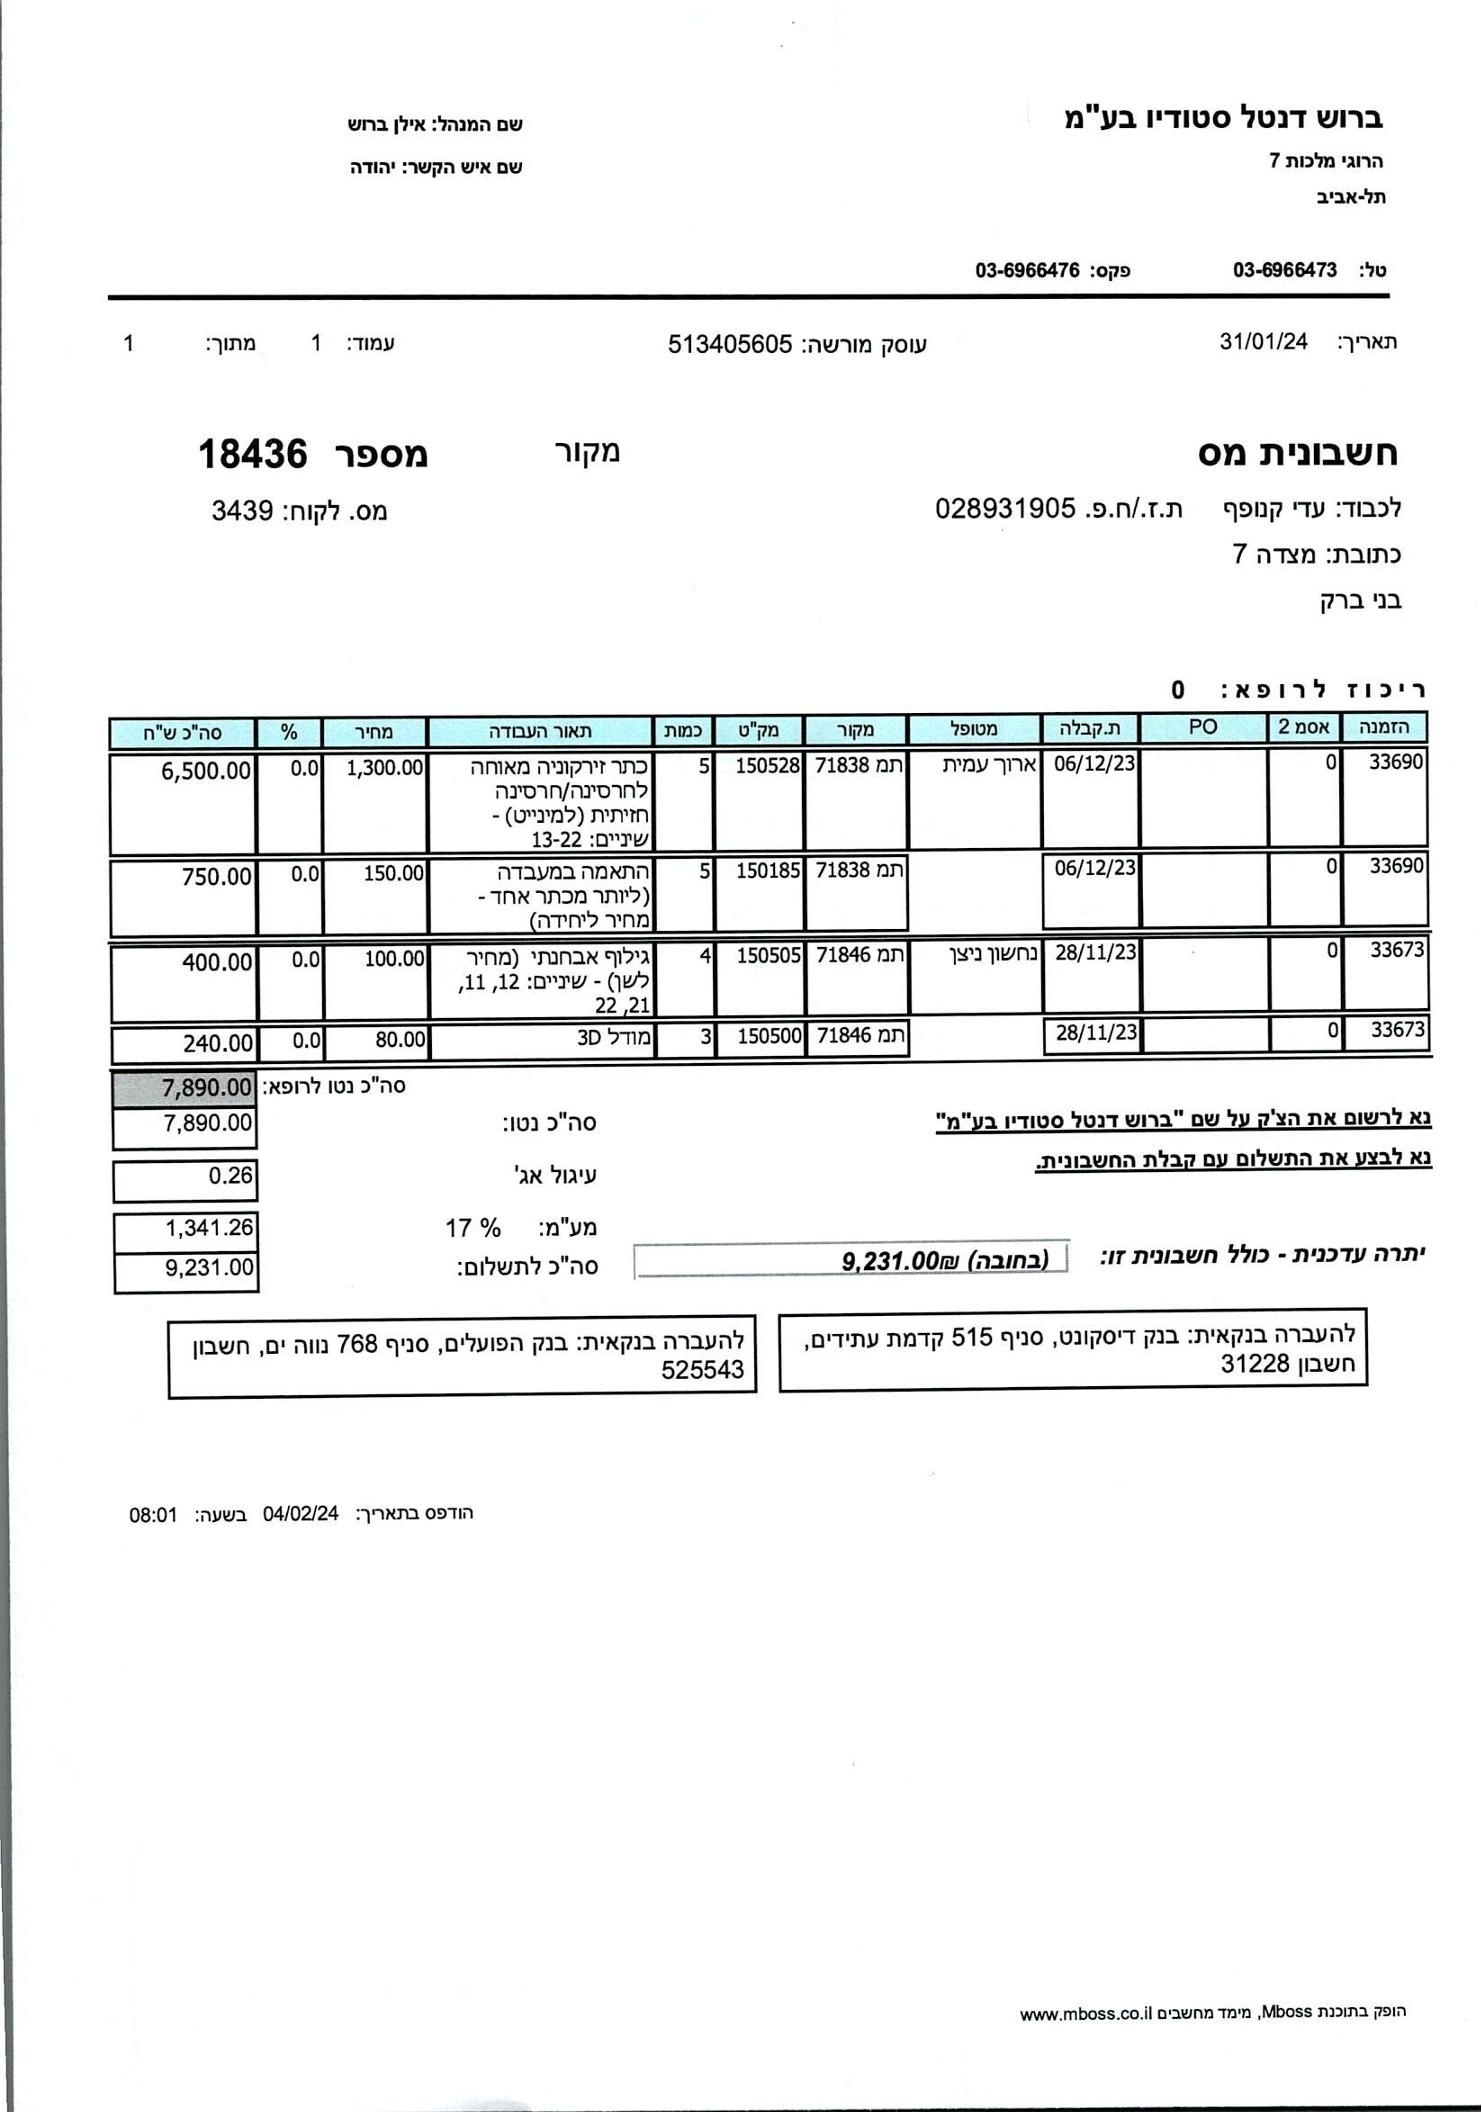 ברוש דנטל סטודיו בע"מ
שם המנהל: אילן ברוש
הרוגי מלכות 7
שם איש הקשר: יהודה
תל-אביב
טל: 03-6966473 פקס: 03-6966476
תאריך: 31/01/24 עוסק מורשה: 513405605 עמוד: 1 מתוך: 1
חשבונית מס מקור מספר 18436
לכבוד: עדי קנופף ת.ז./ח.פ. 028931905 מס. לקוח: 3439
כתובת: מצדה 7
בני ברק
ריכוז לרופא: 0
הזמנה אסמ 2 PO ת.קבלה מטופל מקור מק"ט כמות תאור העבודה מחיר % סה"כ ש"ח
33690 0 06/12/23 ארוך עמית תמ 71838 150528 5 כתר זירקוניה מאוחה 1,300.00 0.0 6,500.00
לחרסינה/חרסינה
חזיתית (למינייט) -
שיניים: 13-22
33690 0 06/12/23 תמ 71838 150185 5 התאמה במעבדה 150.00 0.0 750.00
(ליותר מכתר אחד -
מחיר ליחידה)
33673 0 28/11/23 נחשון ניצן תמ 71846 150505 4 גילוף אבחנתי (מחיר 100.00 0.0 400.00
לשן) - שיניים: 12, 11,
21, 22
33673 0 28/11/23 תמ 71846 150500 3 מודל 3D 80.00 0.0 240.00
סה"כ נטו לרופא: 7,890.00
נא לרשום את הצ'ק על שם "ברוש דנטל סטודיו בע"מ"
סה"כ נטו: 7,890.00
נא לבצע את התשלום עם קבלת החשבונית.
עיגול אג' 0.26
מע"מ: 17 % 1,341.26
יתרה עדכנית - כולל חשבונית זו: (בחובה) ₪9,231.00
סה"כ לתשלום: 9,231.00
להעברה בנקאית: בנק דיסקונט, סניף 515 קדמת עתידים,
חשבון 31228
להעברה בנקאית: בנק הפועלים, סניף 768 נווה ים, חשבון
525543
הודפס בתאריך: 04/02/24 בשעה: 08:01
הופק בתוכנת Mboss, מימד מחשבים www.mboss.co.il